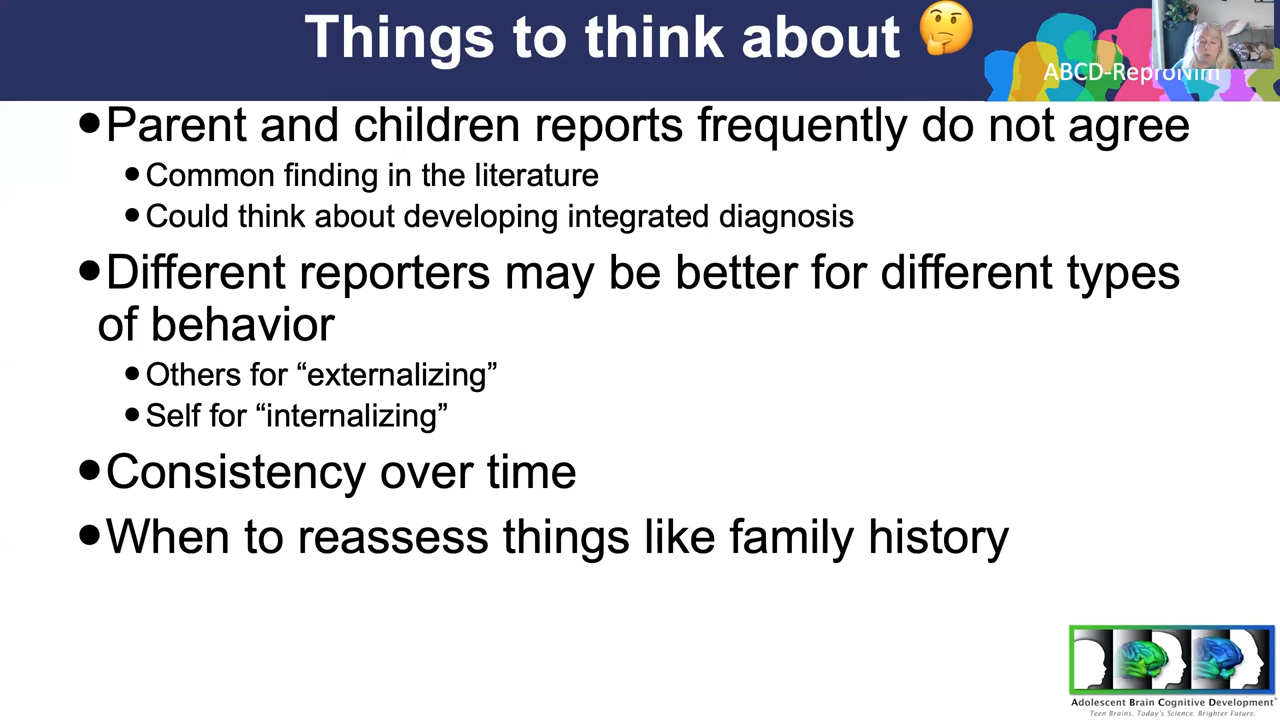 Things to think about 🤔
ABCD-ReproNim
●Parent and children reports frequently do not agree
●Common finding in the literature
●Could think about developing integrated diagnosis
●Different reporters may be better for different types
of behavior
●Others for “externalizing”
●Self for “internalizing”
●Consistency over time
●When to reassess things like family history
Adolescent Brain Cognitive Development®
Teen Brains. Today's Science. Brighter Future.